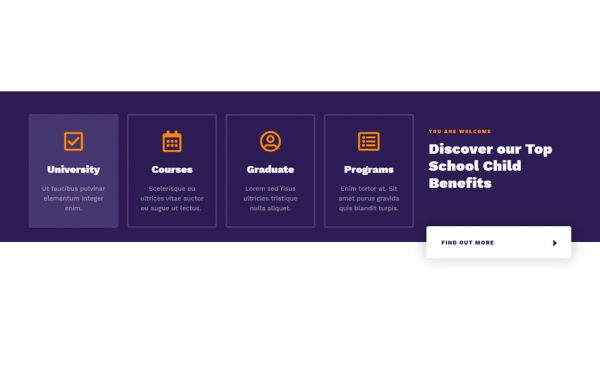 University
Ut faucibus pulvinar
elementum integer
enim.
Courses
Scelerisque eu
ultrices vitae auctor
eu augue ut lectus.
Graduate
Lorem sed risus
ultricies tristique
nulla aliquet.
Programs
Enim tortor at. Sit
amet purus gravida
quis blandit turpis.
YOU ARE WELCOME
Discover our Top
School Child
Benefits
FIND OUT MORE